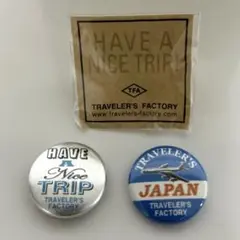 HAVE A
NICE TRIP!
TFA
TRAVELER'S FACTORY
www.travelers-factory.com
HAVE
A
Nice
TRIP
TRAVELER'S
FACTORY
TRAVELER'S
JAPAN
TRAVELER'S
FACTORY